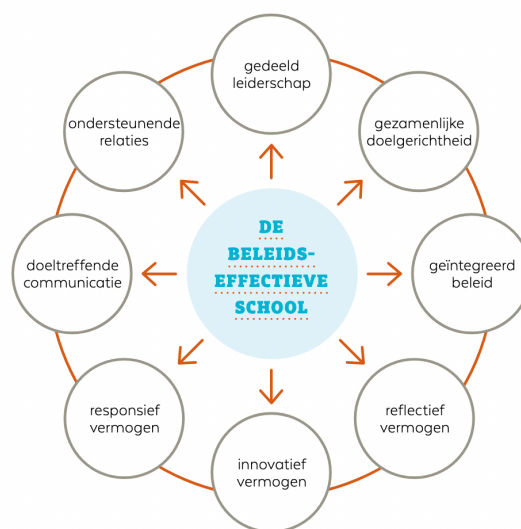 gedeeld
leiderschap
gezamenlijke
doelgerichtheid
geïntegreerd
beleid
reflectief
vermogen
innovatief
vermogen
responsief
vermogen
doeltreffende
communicatie
ondersteunende
relaties
DE
BELEIDS-
EFFECTIEVE
SCHOOL